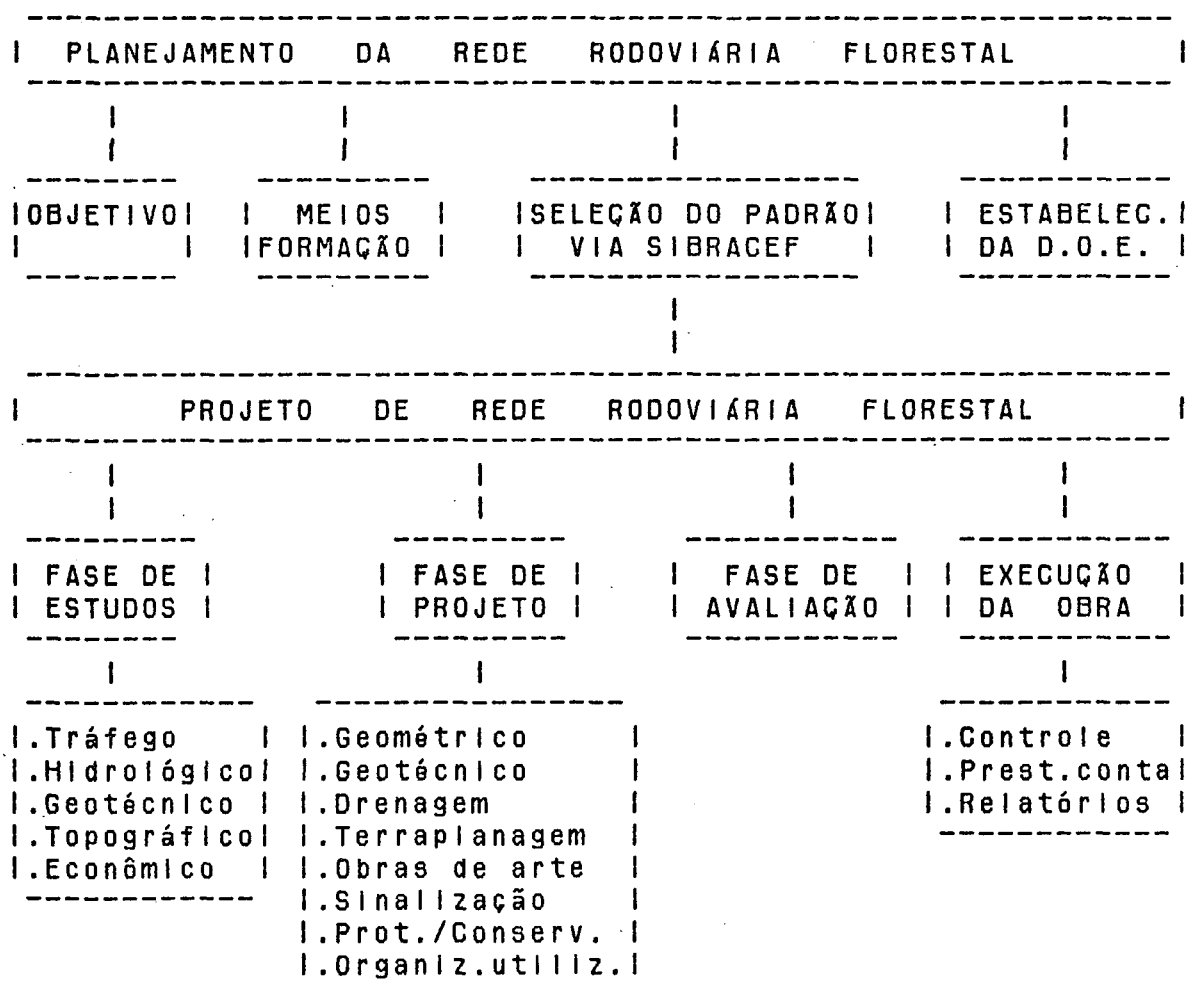 PLANEJAMENTO DA REDE RODOVIÁRIA FLORESTAL
OBJETIVO
MEIOS
FORMAÇÃO
SELEÇÃO DO PADRÃO
VIA SIBRACEF
ESTABELEC.
DA D.O.E.
PROJETO DE REDE RODOVIÁRIA FLORESTAL
FASE DE
ESTUDOS
FASE DE
PROJETO
FASE DE
AVALIAÇÃO
EXECUÇÃO
DA OBRA
.Tráfego
.Hidrológico
.Geotécnico
.Topográfico
.Econômico
.Geométrico
.Geotécnico
.Drenagem
.Terraplanagem
.Obras de arte
.Sinalização
.Prot./Conserv.
.Organiz.utiliz.
.Controle
.Prest.conta
.Relatórios